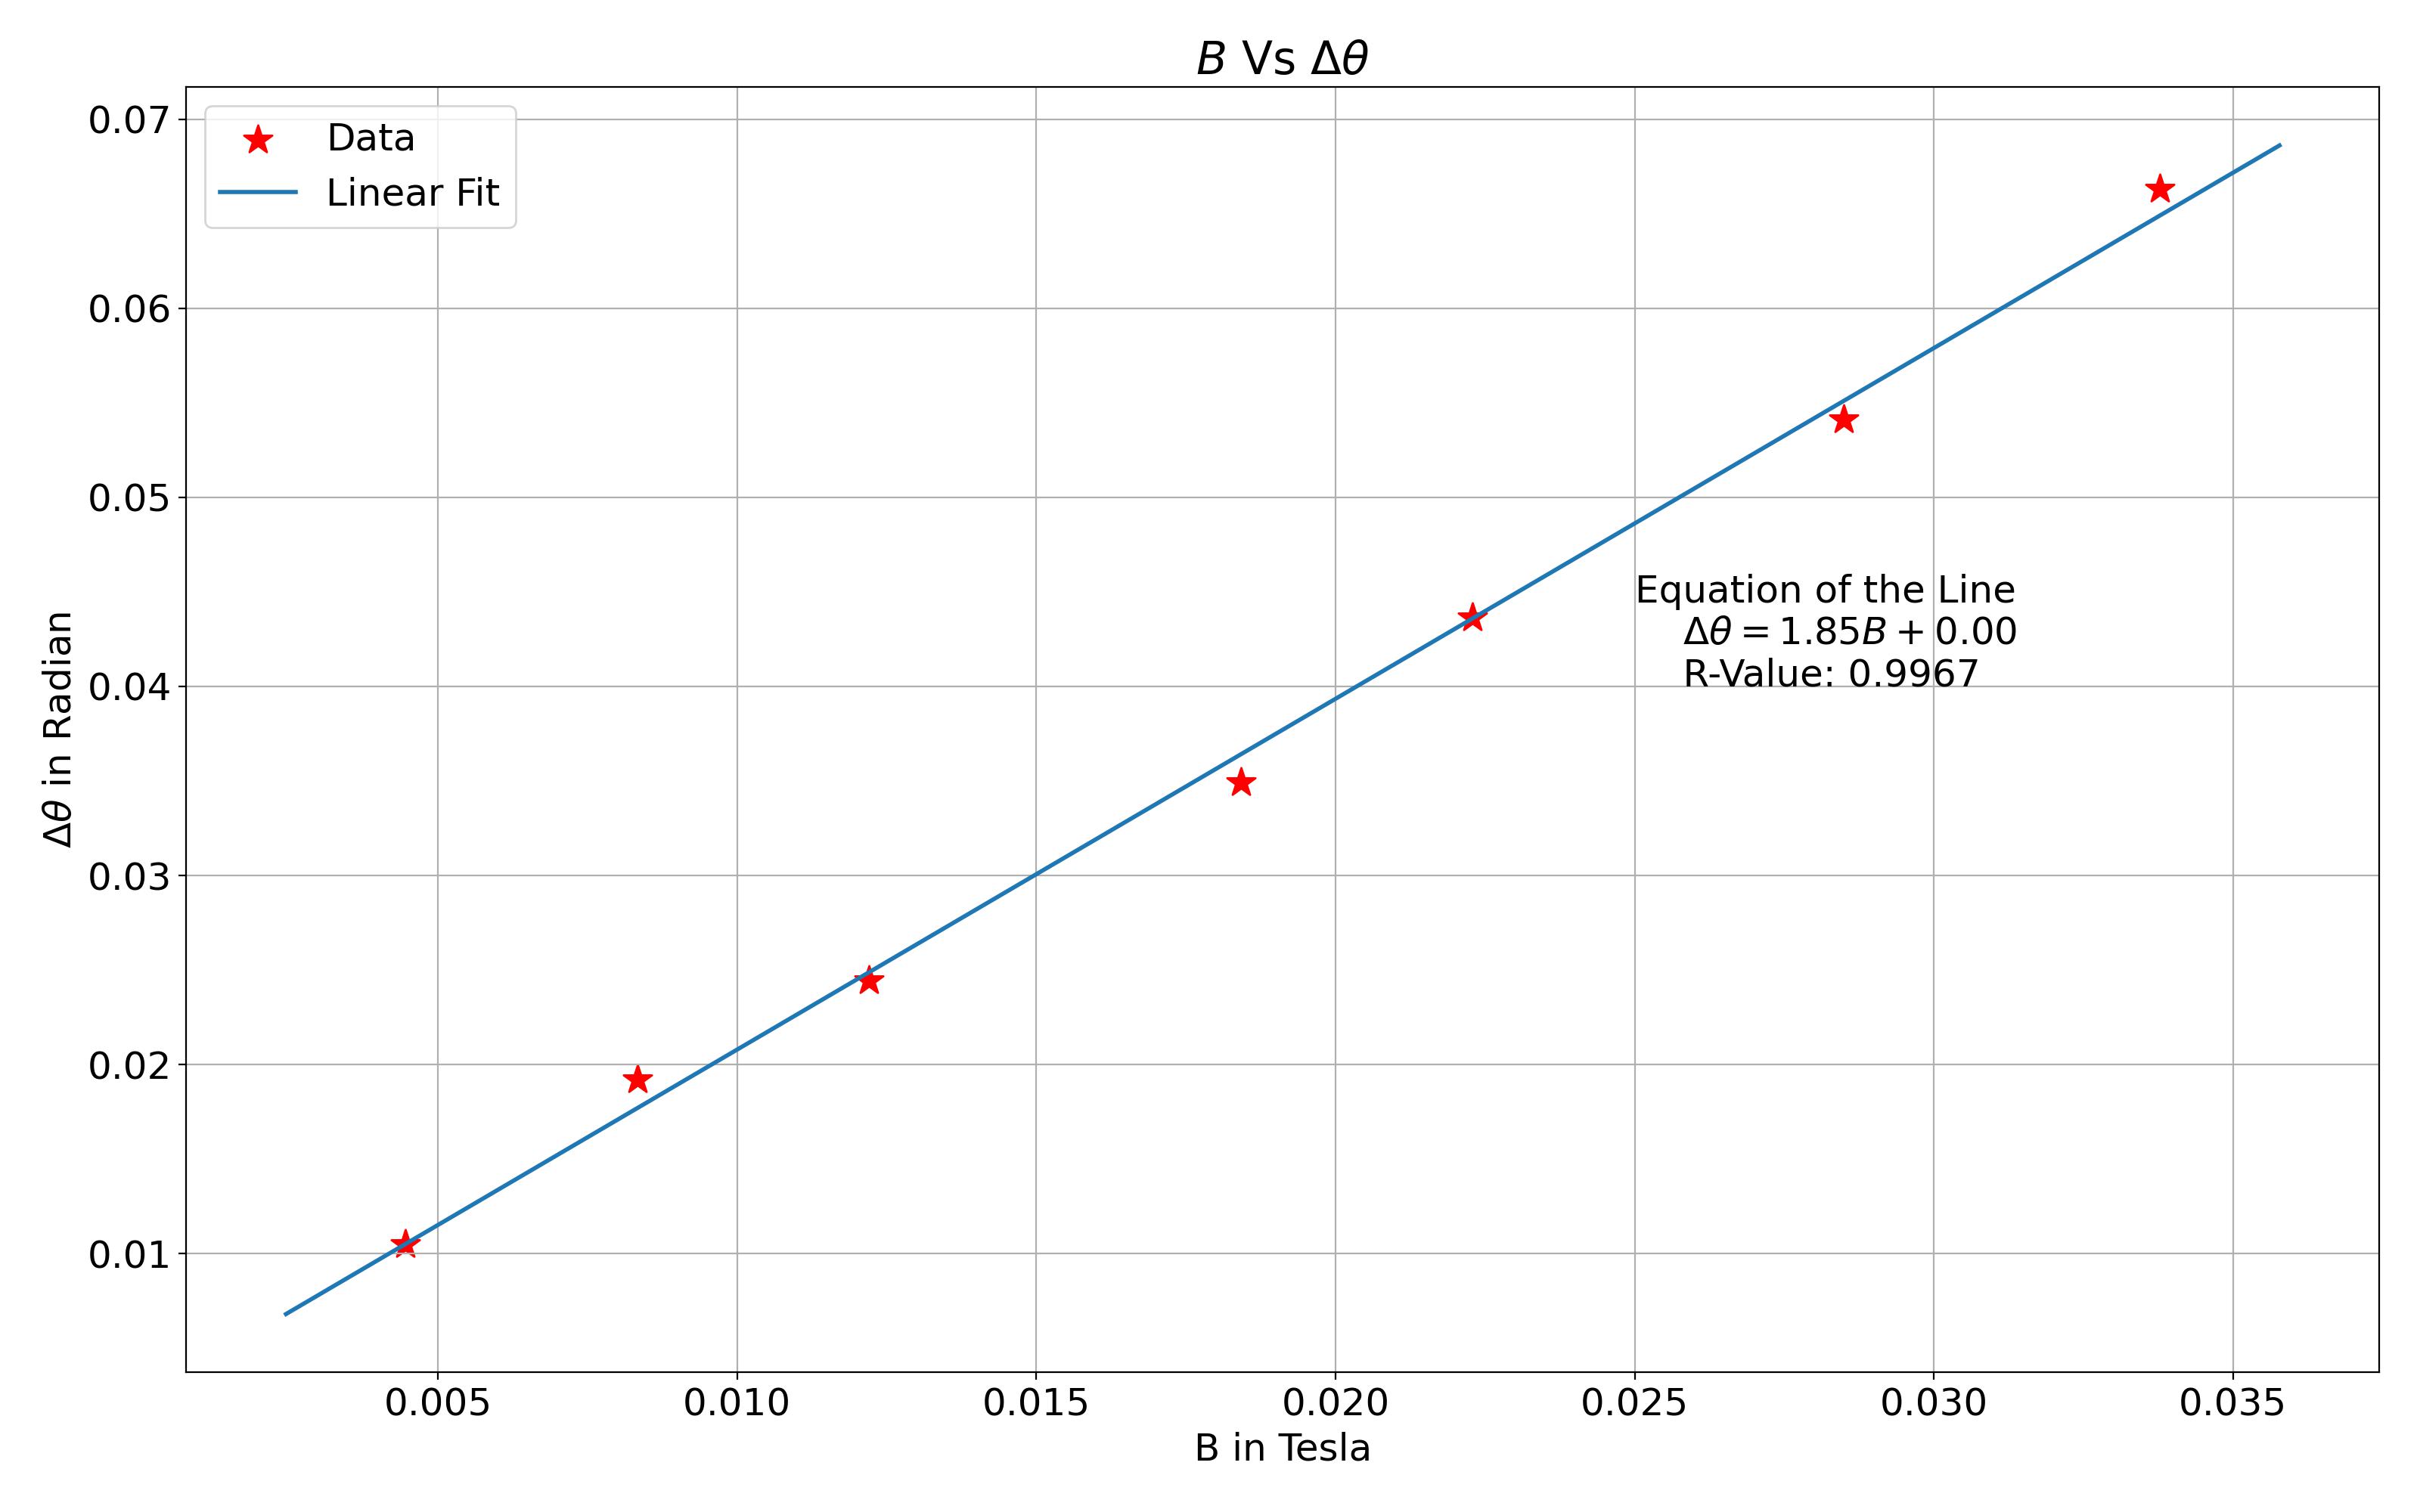 B Vs Δθ
Data
Linear Fit
0.07
0.06
0.05
0.04
0.03
0.02
0.01
Δθ in Radian
Equation of the Line
Δθ = 1.85B + 0.00
R-Value: 0.9967
0.005 0.010 0.015 0.020 0.025 0.030 0.035
B in Tesla